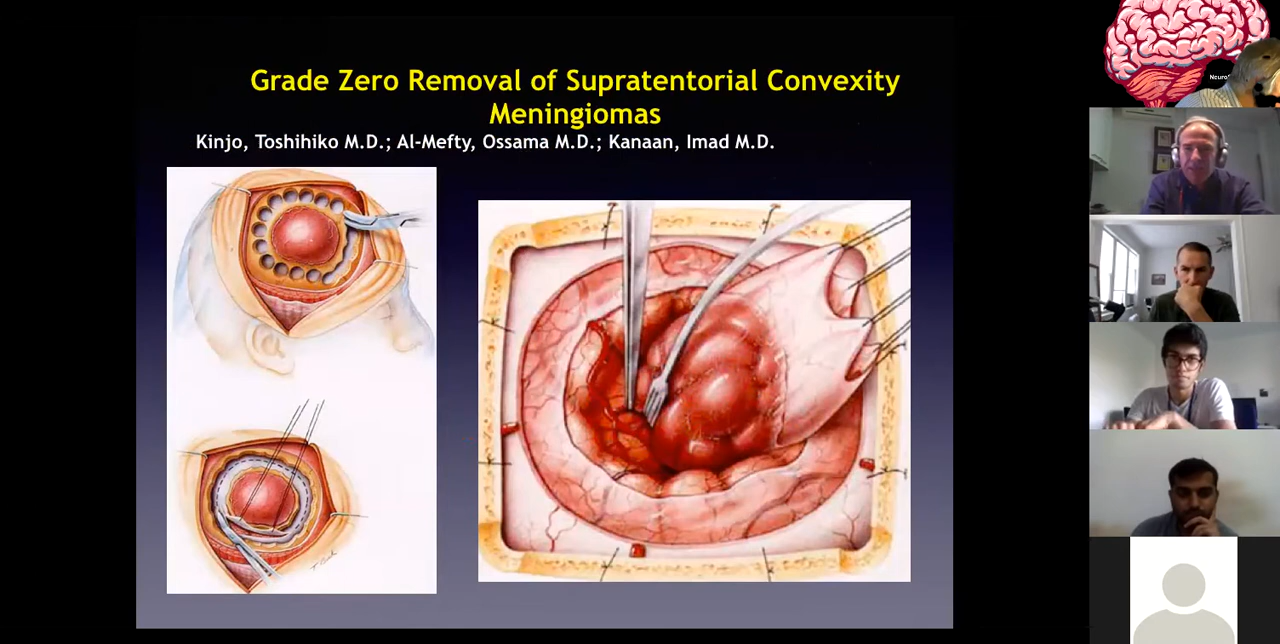 Grade Zero Removal of Supratentorial Convexity
Meningiomas
Kinjo, Toshihiko M.D.; Al-Mefty, Ossama M.D.; Kanaan, Imad M.D.